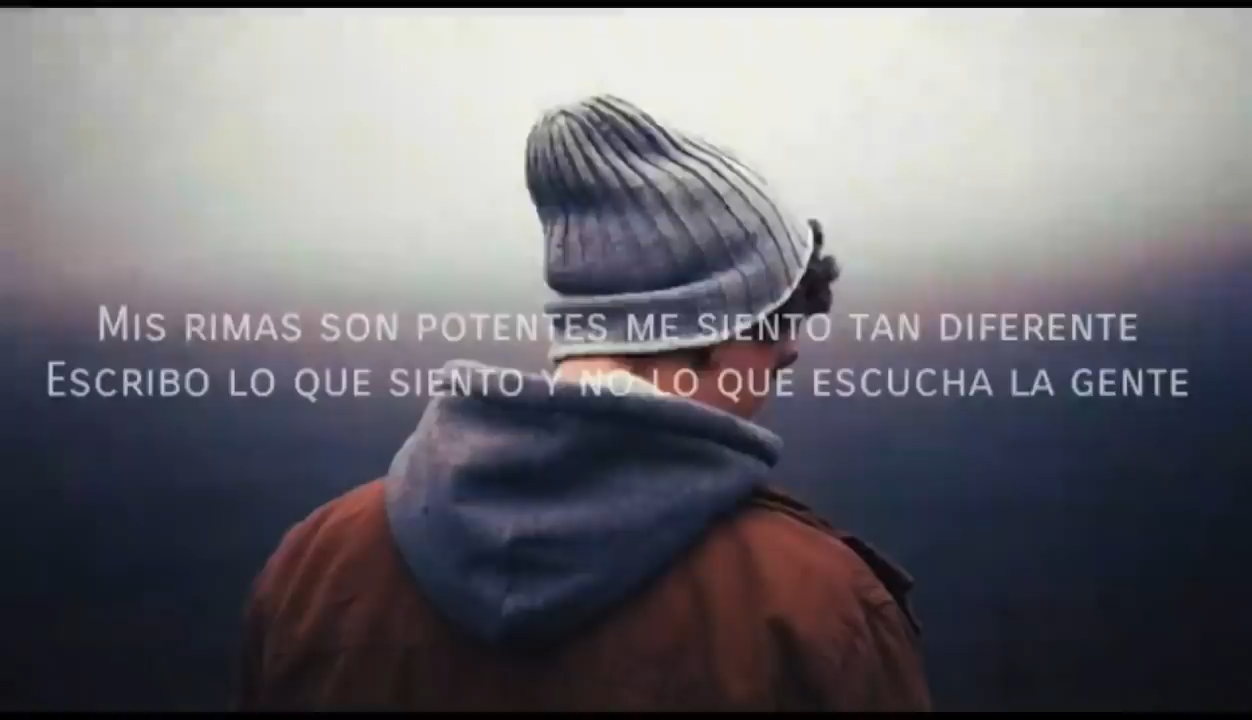 Mis rimas son potentes me siento tan diferente
Escribo lo que siento y no lo que escucha la gente